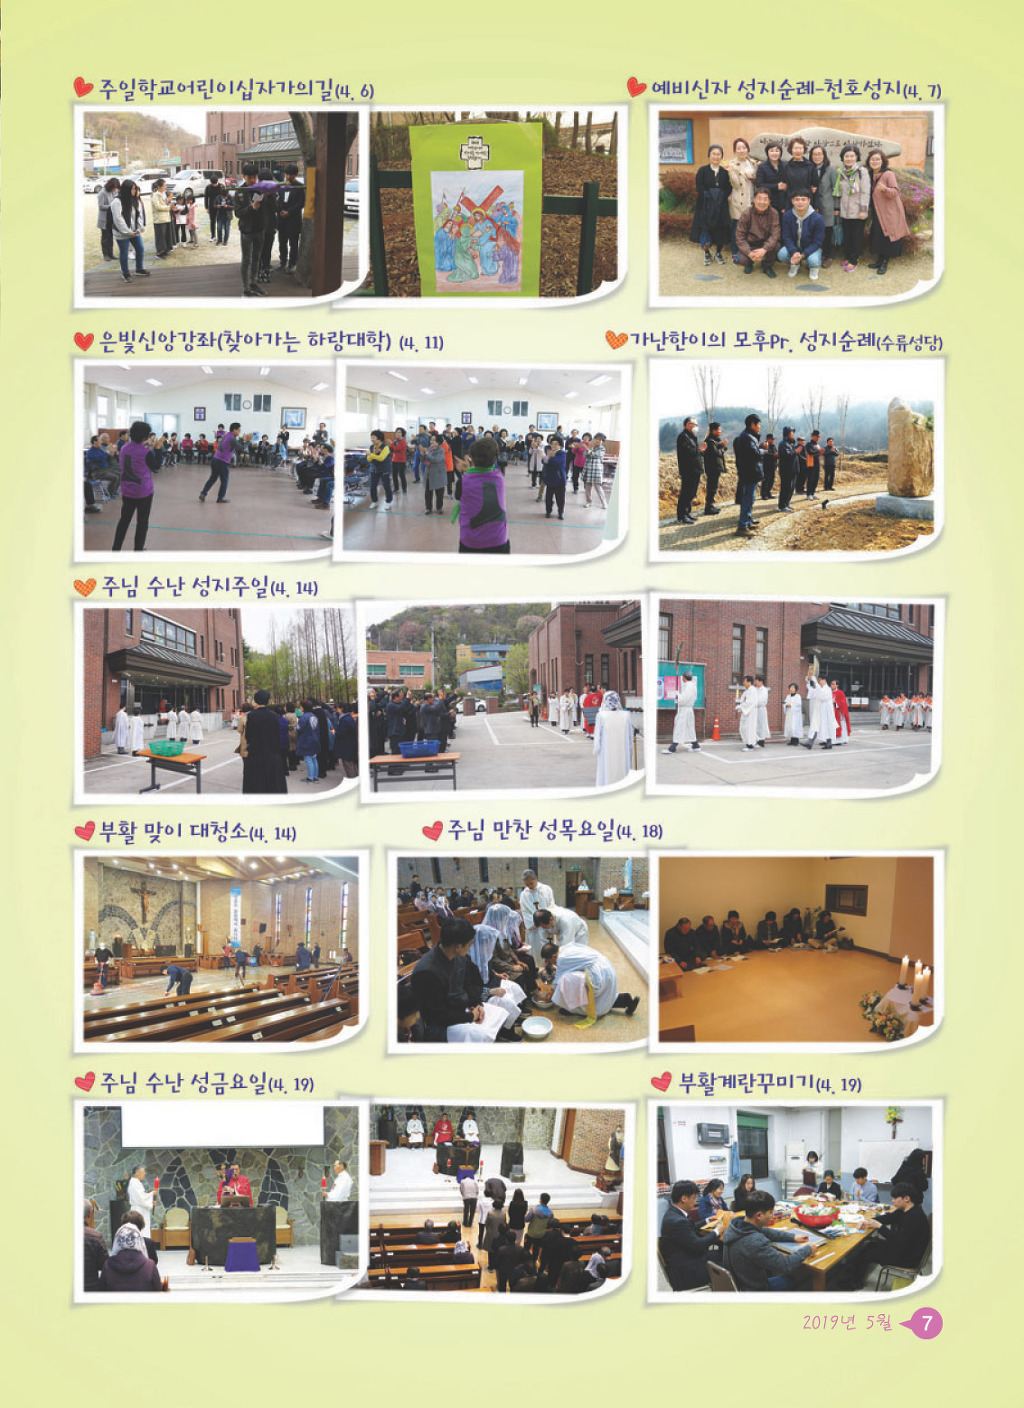 주일학교어린이십자가의길(4. 6)
예비신자 성지순례-천호성지(4. 7)
은빛신앙강좌(찾아가는 하랑대학) (4. 11)
가난한이의 모후Pr. 성지순례(수류성당)
주님 수난 성지주일(4. 14)
부활 맞이 대청소(4. 14)
주님 만찬 성목요일(4. 18)
주님 수난 성금요일(4. 19)
부활계란꾸미기(4. 19)
2019년 5월 7